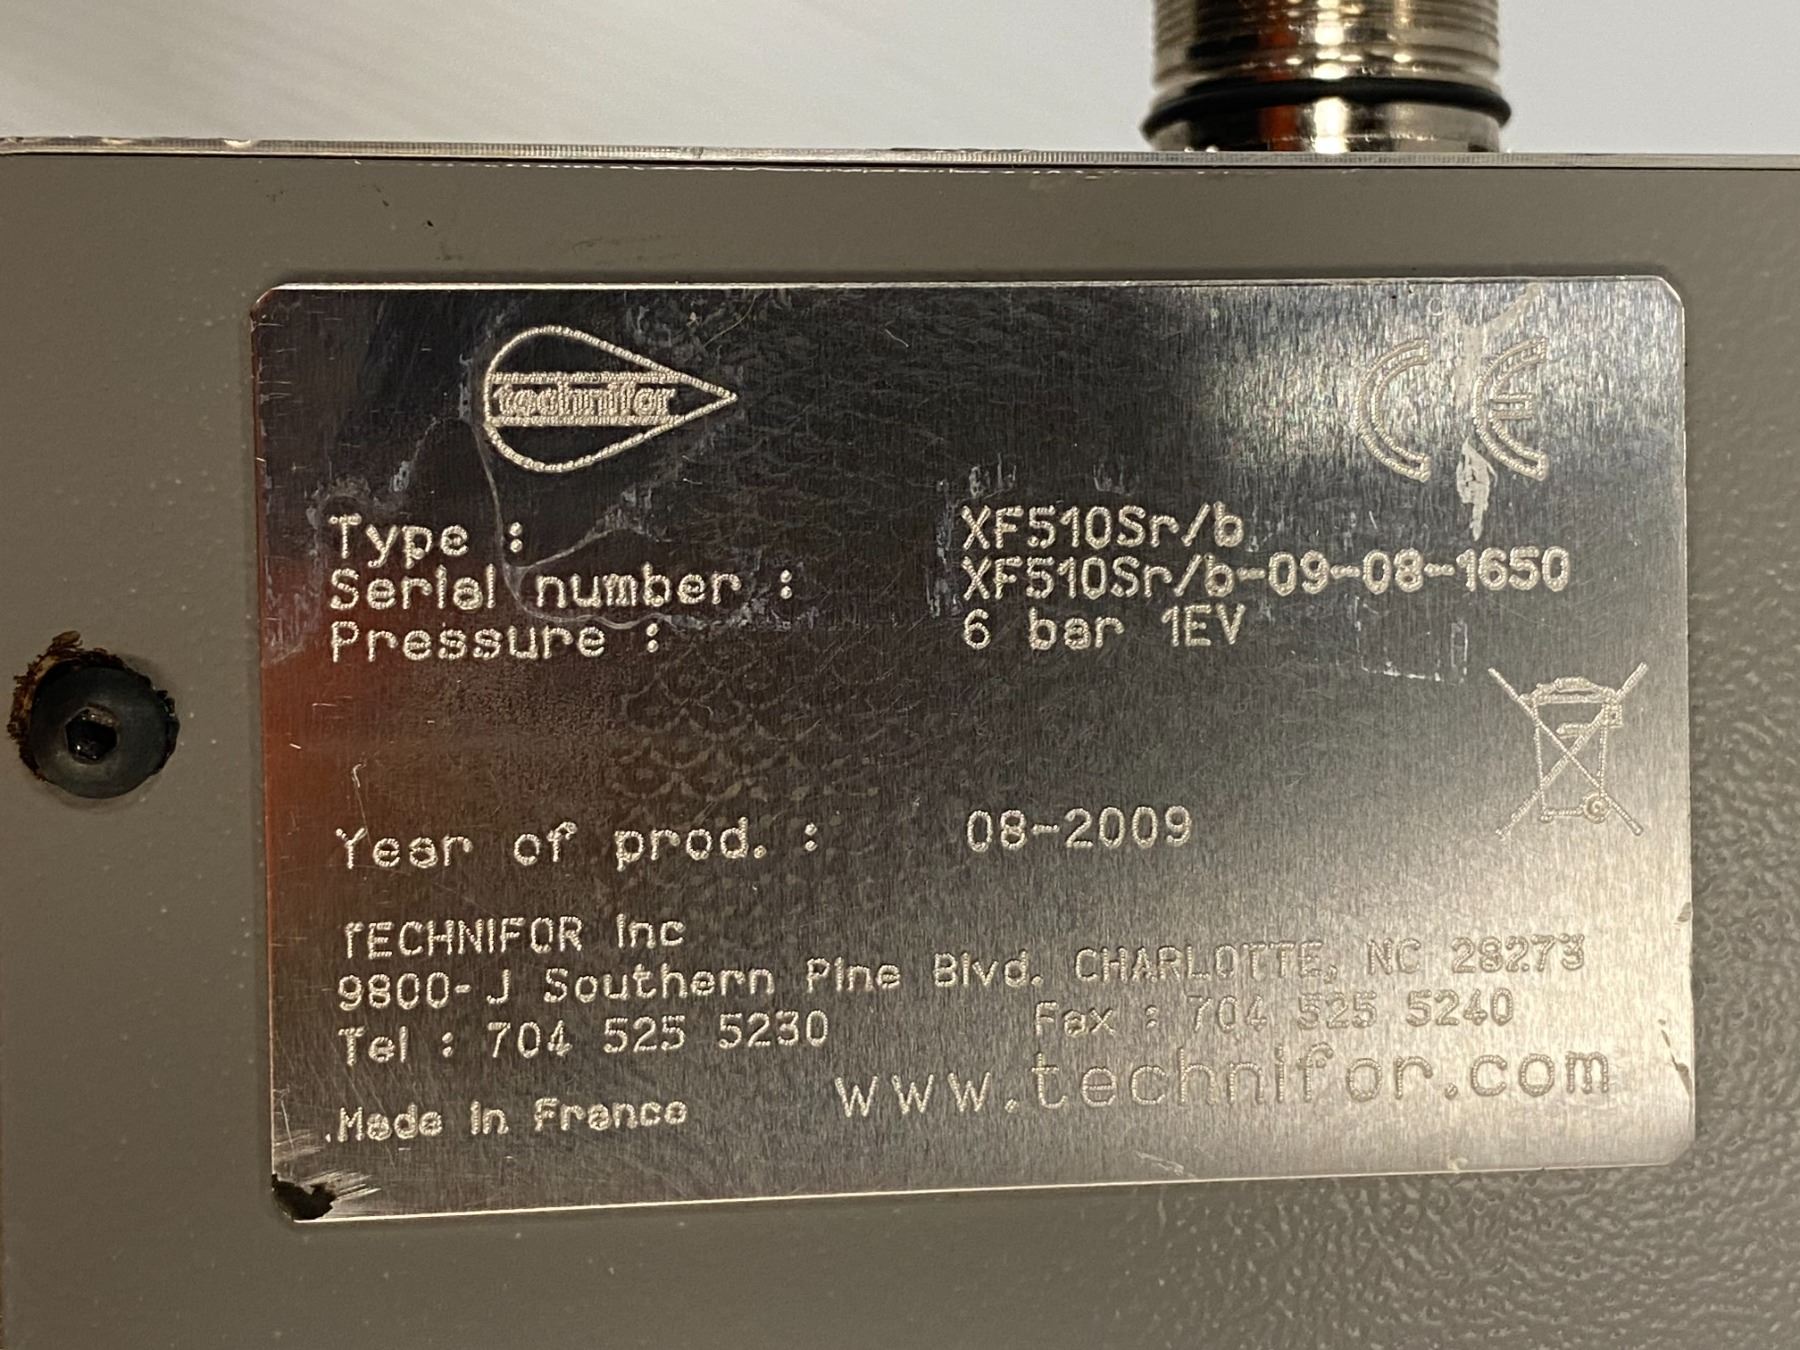 technifor
CE
Type : XF510Sr/b
Serial number : XF510Sr/b-09-08-1650
Pressure : 6 bar 1EV
Year of prod. : 08-2009
TECHNIFOR Inc
9800-J Southern Pine Blvd. CHARLOTTE, NC 28273
Tel : 704 525 5230 Fax : 704 525 5240
www.technifor.com
Made in France